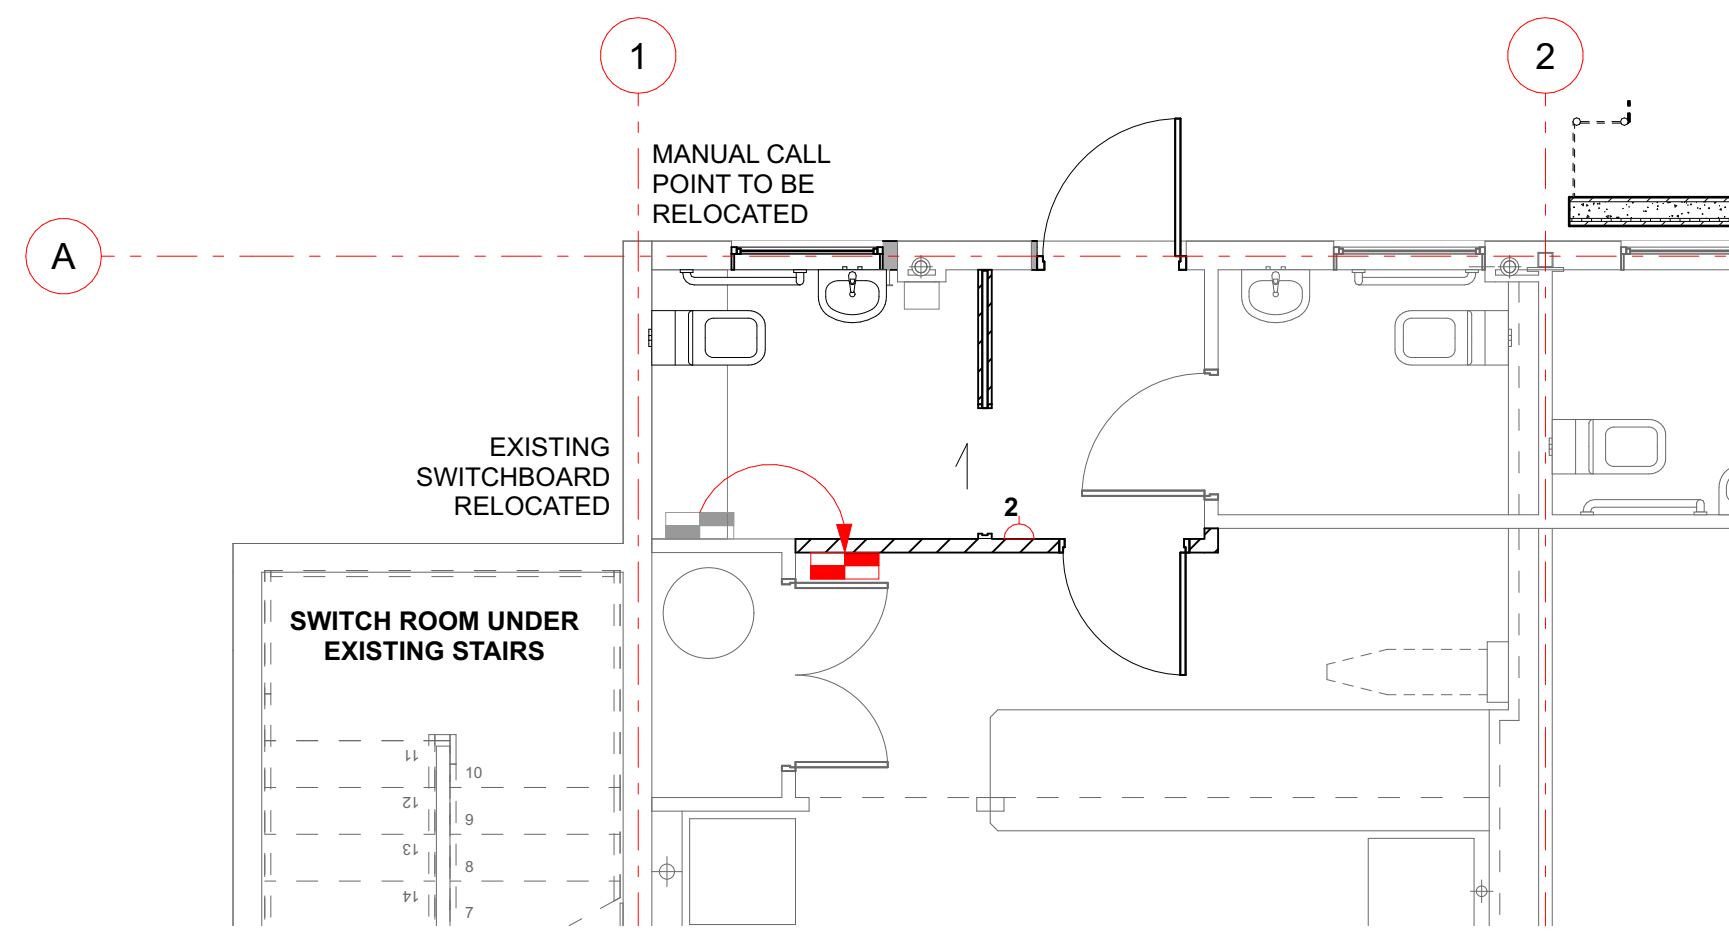 1
2
MANUAL CALL
POINT TO BE
RELOCATED
A
EXISTING
SWITCHBOARD
RELOCATED
2
SWITCH ROOM UNDER
EXISTING STAIRS
11
10
12
9
13
8
14
7